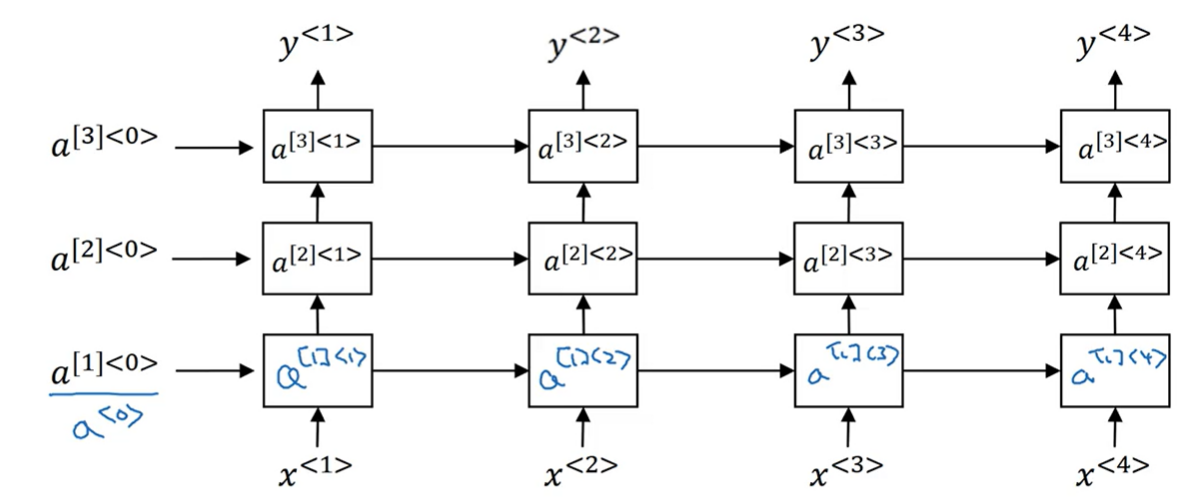 y<1> y<2> y<3> y<4>
a[3]<0> a[3]<1> a[3]<2> a[3]<3> a[3]<4>
a[2]<0> a[2]<1> a[2]<2> a[2]<3> a[2]<4>
a[1]<0> a[1]<1> a[1]<2> a[1]<3> a[1]<4>
a<0>
x<1> x<2> x<3> x<4>